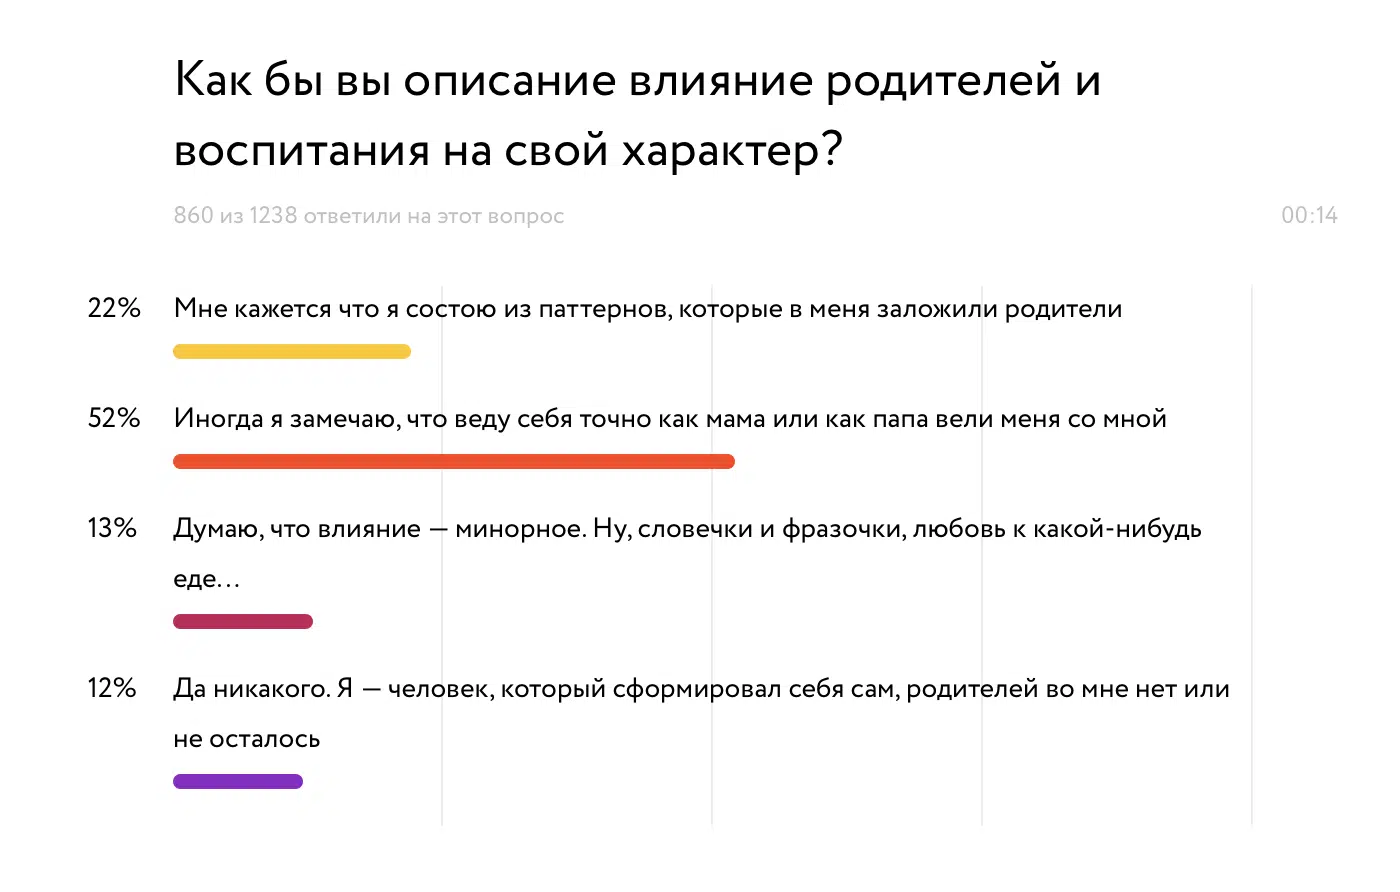 Как бы вы описание влияние родителей и
воспитания на свой характер?
860 из 1238 ответили на этот вопрос
00:14
22%
Мне кажется что я состою из паттернов, которые в меня заложили родители
52%
Иногда я замечаю, что веду себя точно как мама или как папа вели меня со мной
13%
Думаю, что влияние — минорное. Ну, словечки и фразочки, любовь к какой-нибудь
еде...
12%
Да никакого. Я — человек, который сформировал себя сам, родителей во мне нет или
не осталось